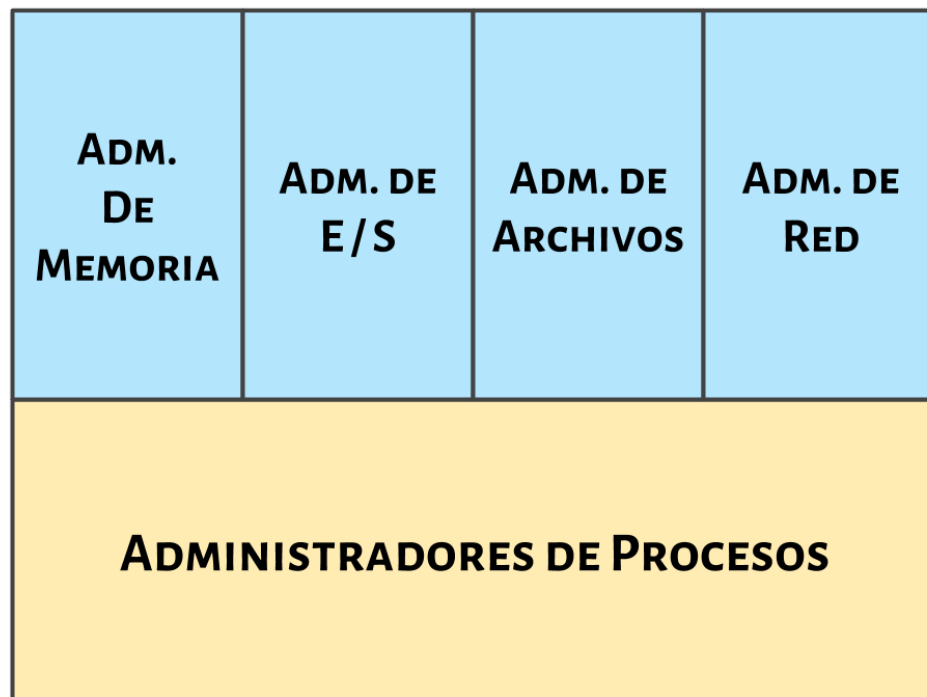 Adm.
De
Memoria
Adm. de
E/S
Adm. de
Archivos
Adm. de
Red
Administradores de Procesos